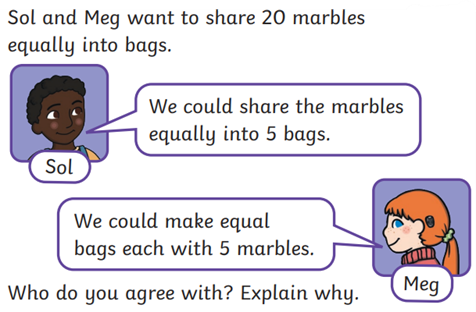 Sol and Meg want to share 20 marbles
equally into bags.
We could share the marbles
equally into 5 bags.
Sol
We could make equal
bags each with 5 marbles.
Meg
Who do you agree with? Explain why.